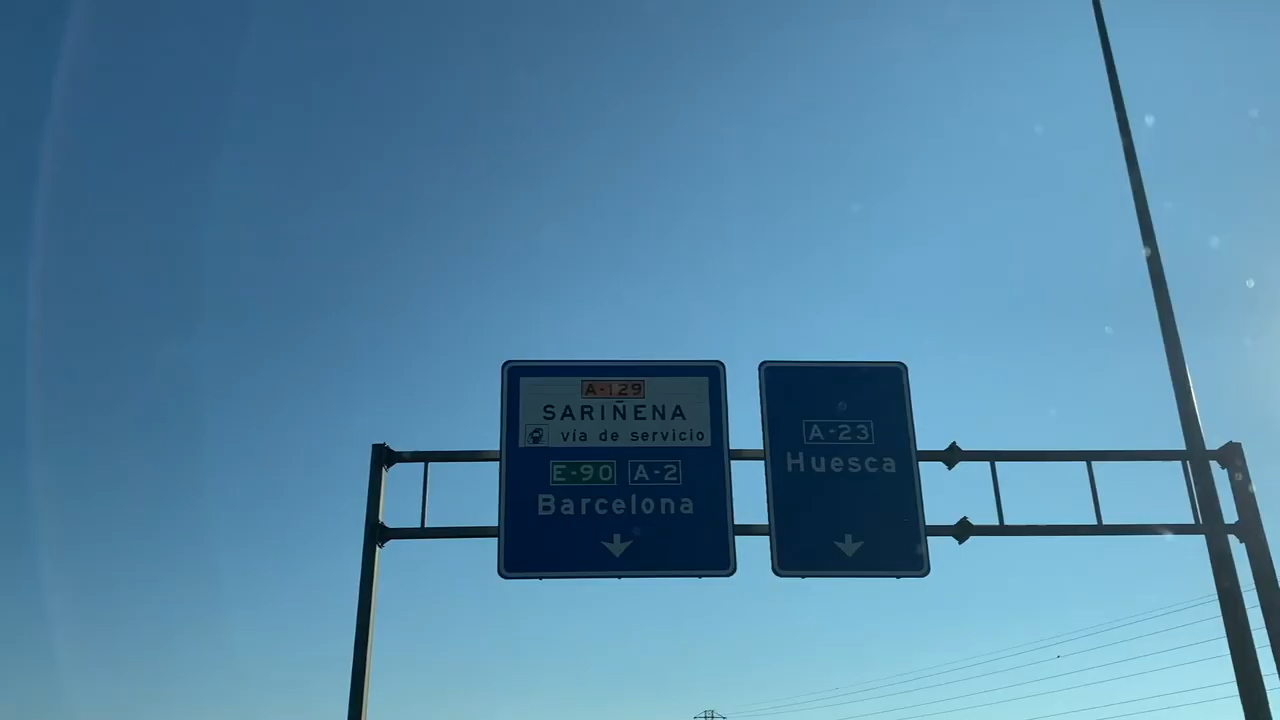 A-129
SARIÑENA
vía de servicio
E-90 A-2
Barcelona
A-23
Huesca